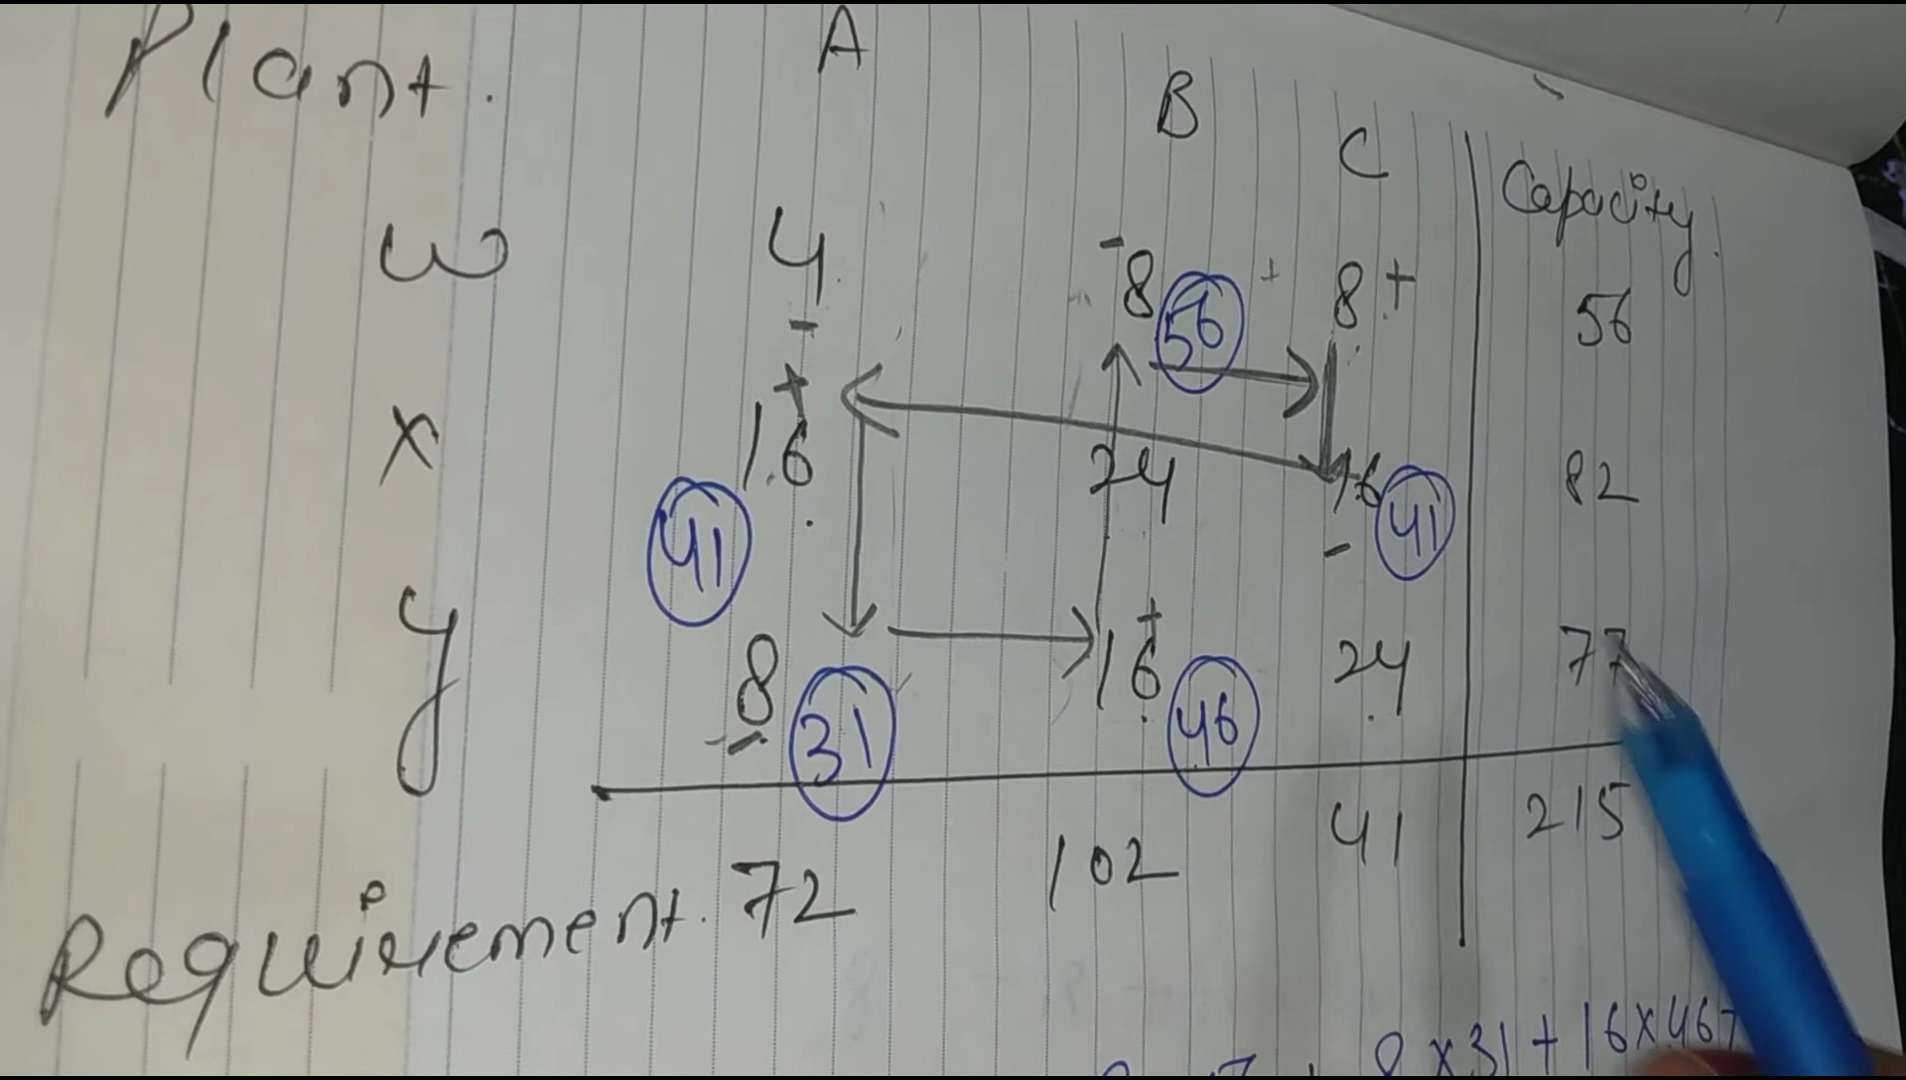 Plant. A B C Capacity.
w 4 - - 8 56 + 8 + 56
x + 16 41 24 16 - 41 82
y 8 - 31 + 16 46 24 77
Requirement. 72 102 41 215
8 x 31 + 16 x 46 +